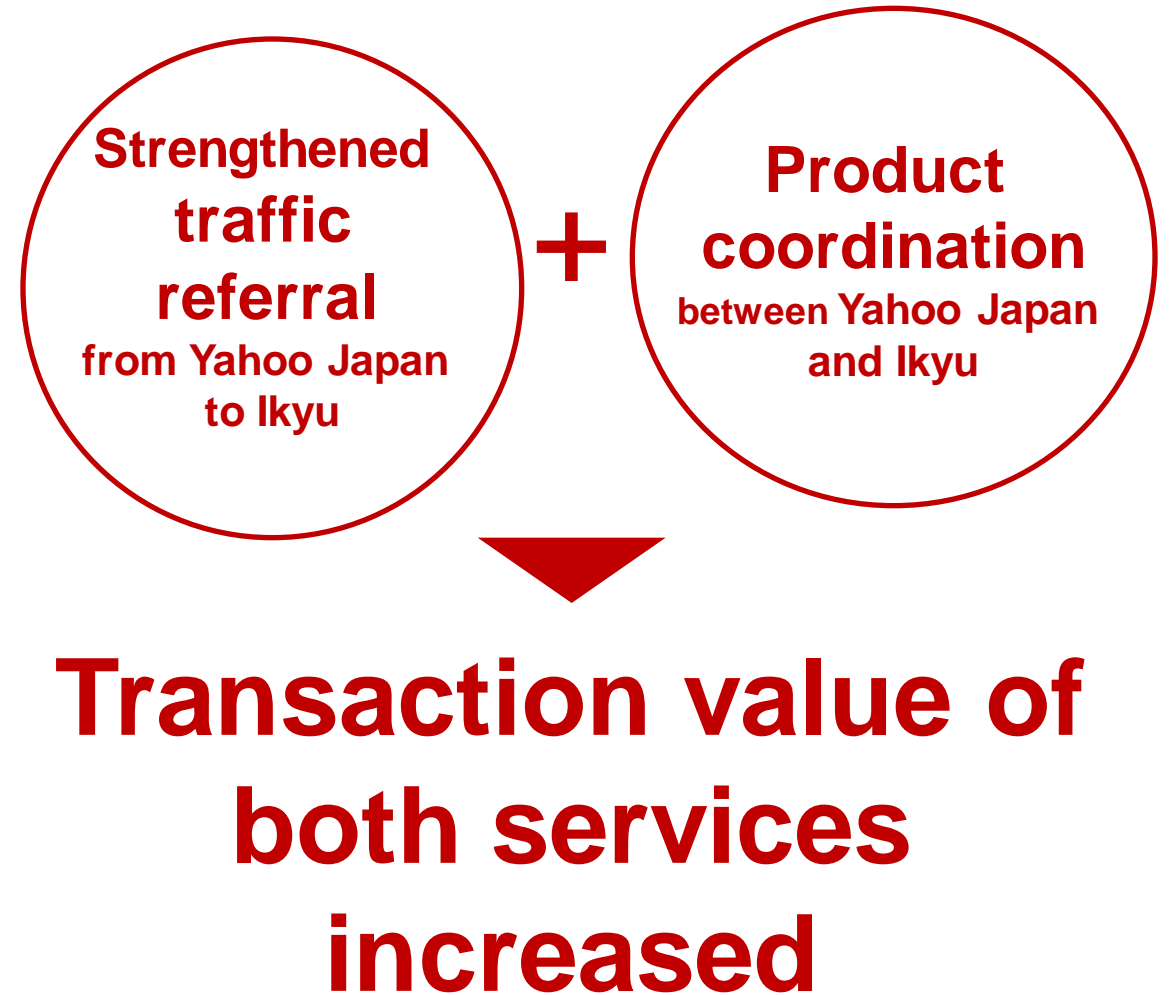 Strengthened
traffic
referral
from Yahoo Japan
to Ikyu
+
Product
coordination
between Yahoo Japan
and Ikyu
Transaction value of
both services
increased